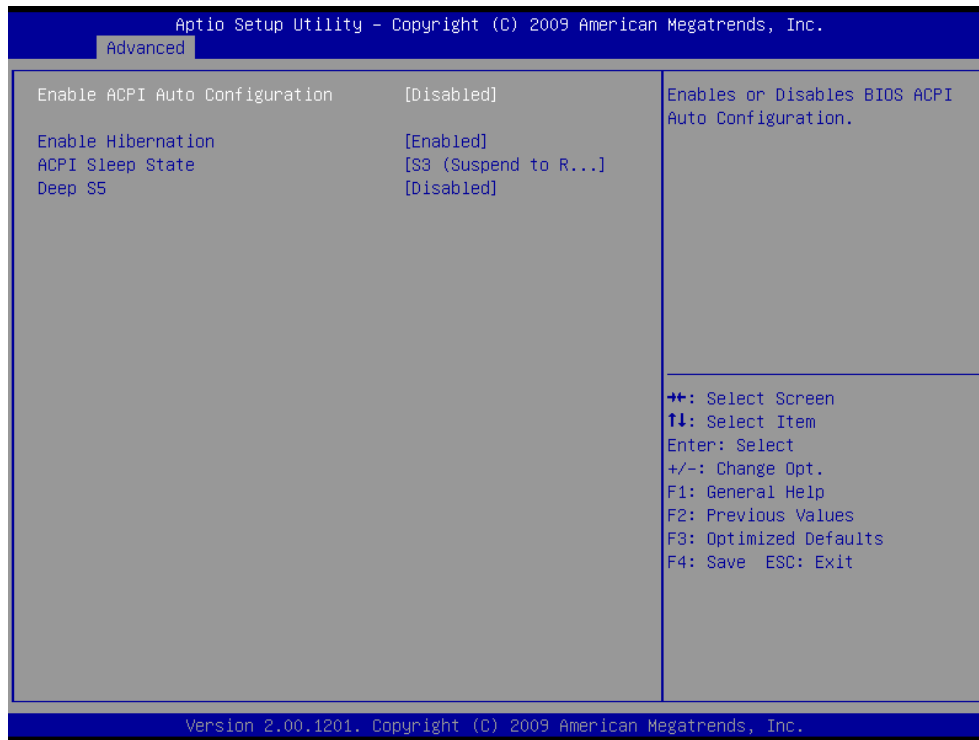 Aptio Setup Utility – Copyright (C) 2009 American Megatrends, Inc.
Advanced
Enable ACPI Auto Configuration [Disabled]
Enable Hibernation [Enabled]
ACPI Sleep State [S3 (Suspend to R...]
Deep S5 [Disabled]
Enables or Disables BIOS ACPI
Auto Configuration.
→←: Select Screen
↑↓: Select Item
Enter: Select
+/-: Change Opt.
F1: General Help
F2: Previous Values
F3: Optimized Defaults
F4: Save ESC: Exit
Version 2.00.1201. Copyright (C) 2009 American Megatrends, Inc.